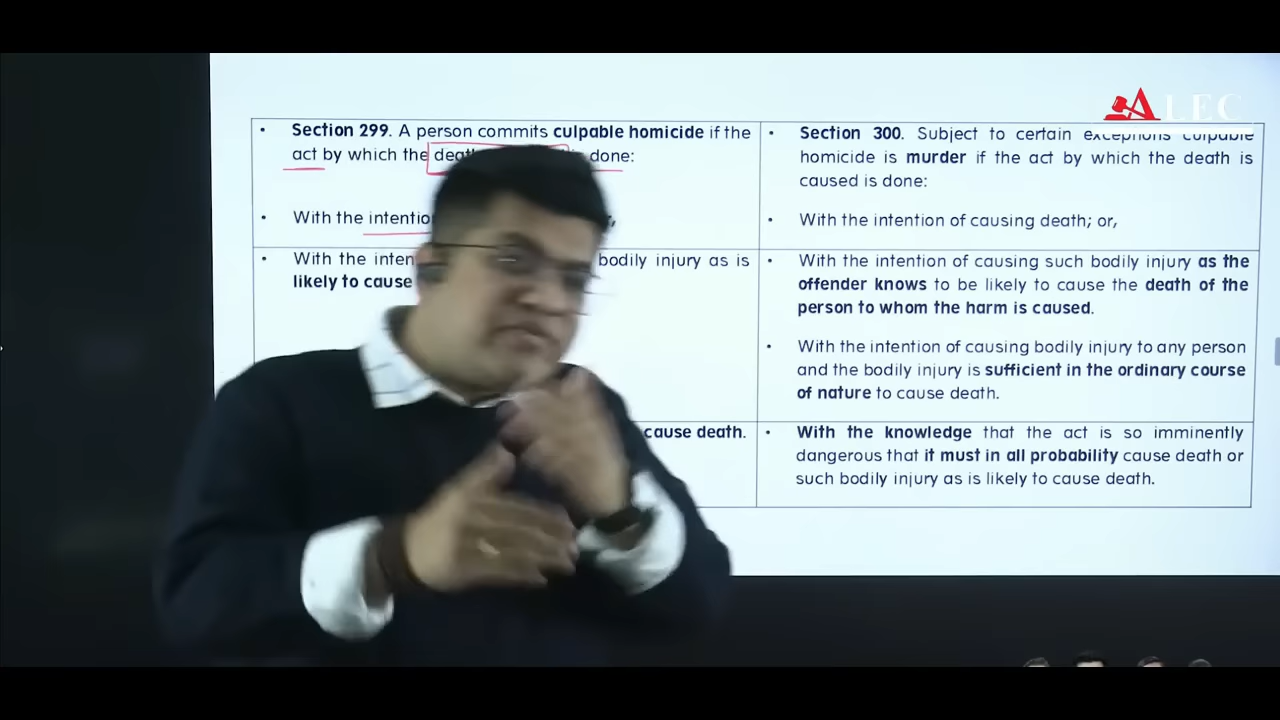 ALEC
• Section 299. A person commits culpable homicide if the
act by which the death is done:
• With the intention
• With the inten bodily injury as is
likely to cause
cause death.
• Section 300. Subject to certain exceptions culpable
homicide is murder if the act by which the death is
caused is done:
• With the intention of causing death; or,
• With the intention of causing such bodily injury as the
offender knows to be likely to cause the death of the
person to whom the harm is caused.
• With the intention of causing bodily injury to any person
and the bodily injury is sufficient in the ordinary course
of nature to cause death.
• With the knowledge that the act is so imminently
dangerous that it must in all probability cause death or
such bodily injury as is likely to cause death.